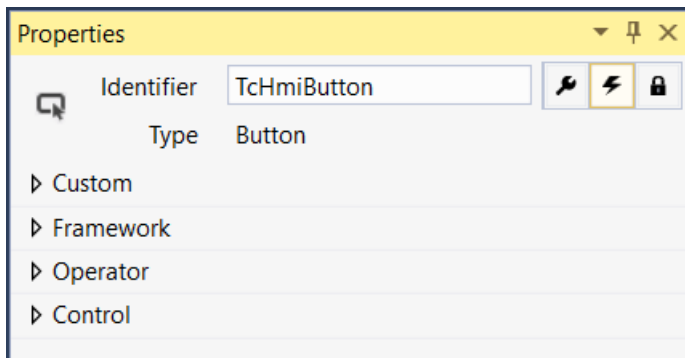 Properties
Identifier TcHmiButton
Type Button
Custom
Framework
Operator
Control